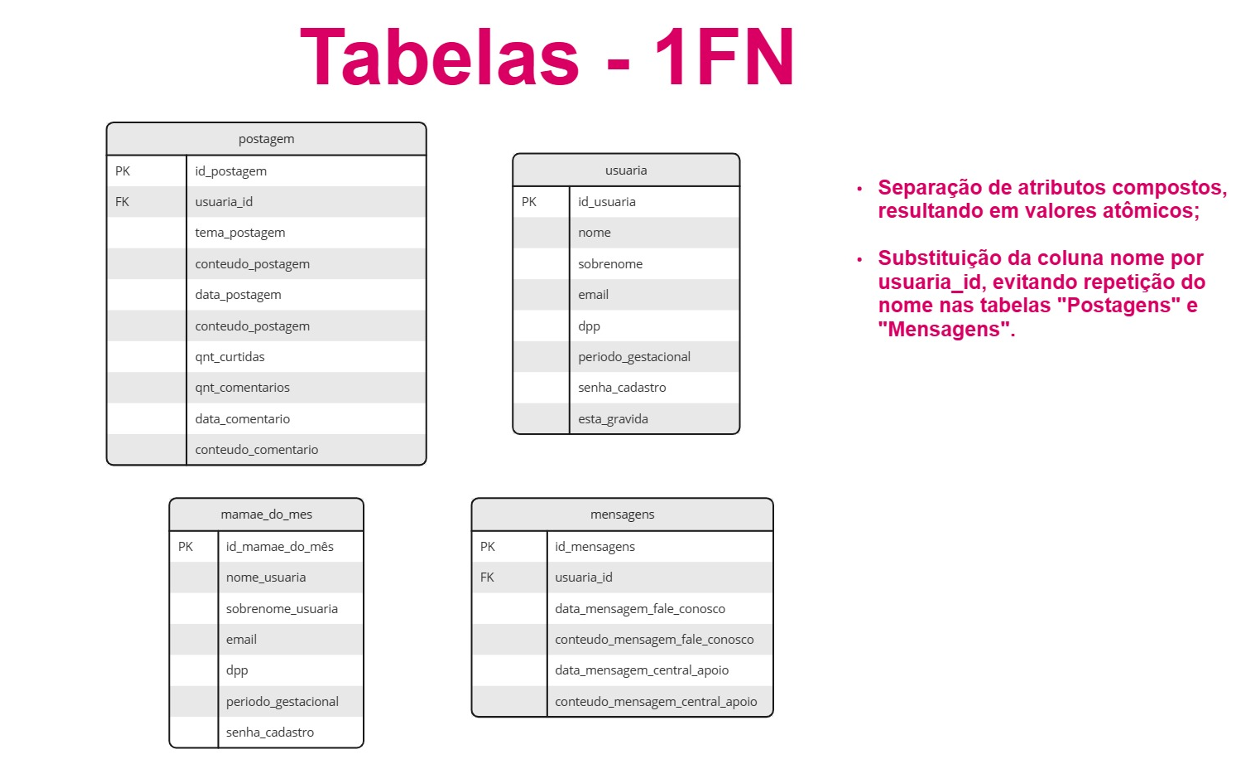 Tabelas - 1FN
postagem
PK id_postagem
FK usuaria_id
tema_postagem
conteudo_postagem
data_postagem
conteudo_postagem
qnt_curtidas
qnt_comentarios
data_comentario
conteudo_comentario
usuaria
PK id_usuaria
nome
sobrenome
email
dpp
periodo_gestacional
senha_cadastro
esta_gravida
• Separação de atributos compostos,
resultando em valores atômicos;
• Substituição da coluna nome por
usuaria_id, evitando repetição do
nome nas tabelas "Postagens" e
"Mensagens".
mamae_do_mes
PK id_mamae_do_mês
nome_usuaria
sobrenome_usuaria
email
dpp
periodo_gestacional
senha_cadastro
mensagens
PK id_mensagens
FK usuaria_id
data_mensagem_fale_conosco
conteudo_mensagem_fale_conosco
data_mensagem_central_apoio
conteudo_mensagem_central_apoio